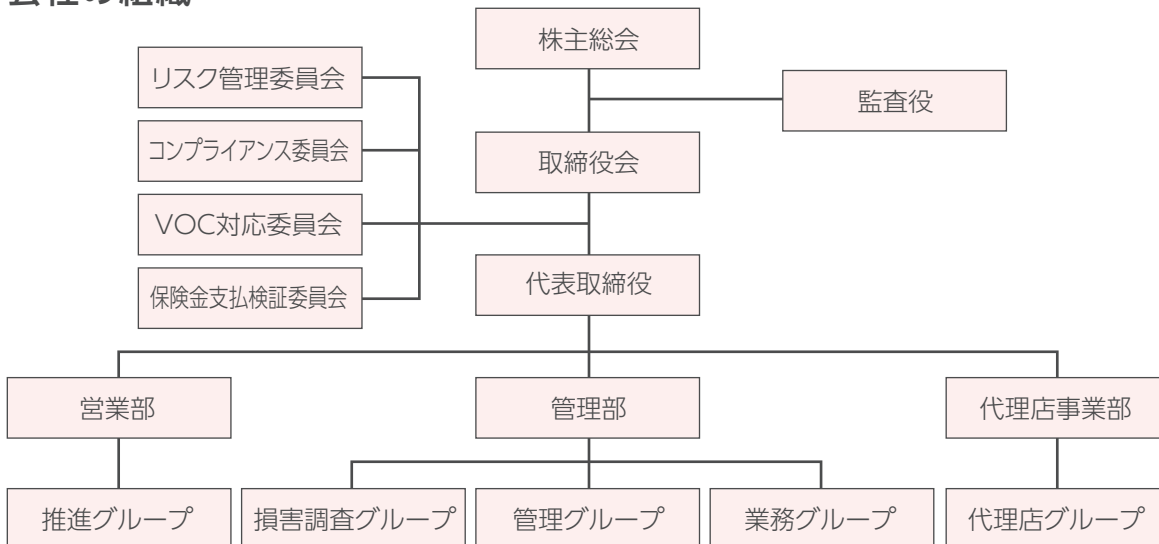 株主総会
リスク管理委員会
監査役
コンプライアンス委員会
取締役会
VOC対応委員会
代表取締役
保険金支払検証委員会
営業部
管理部
代理店事業部
推進グループ
損害調査グループ
管理グループ
業務グループ
代理店グループ